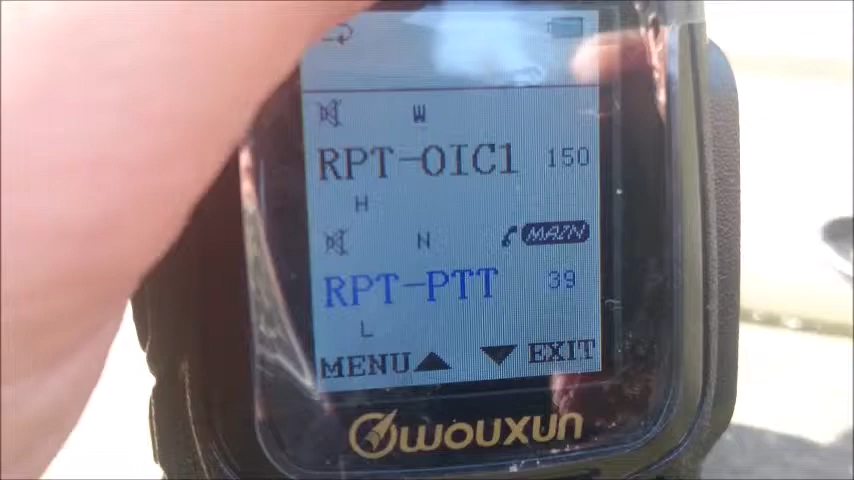 W
RPT-OIC1 150
H
N MAIN
RPT-PTT 39
L
MENU EXIT
WOUXUN